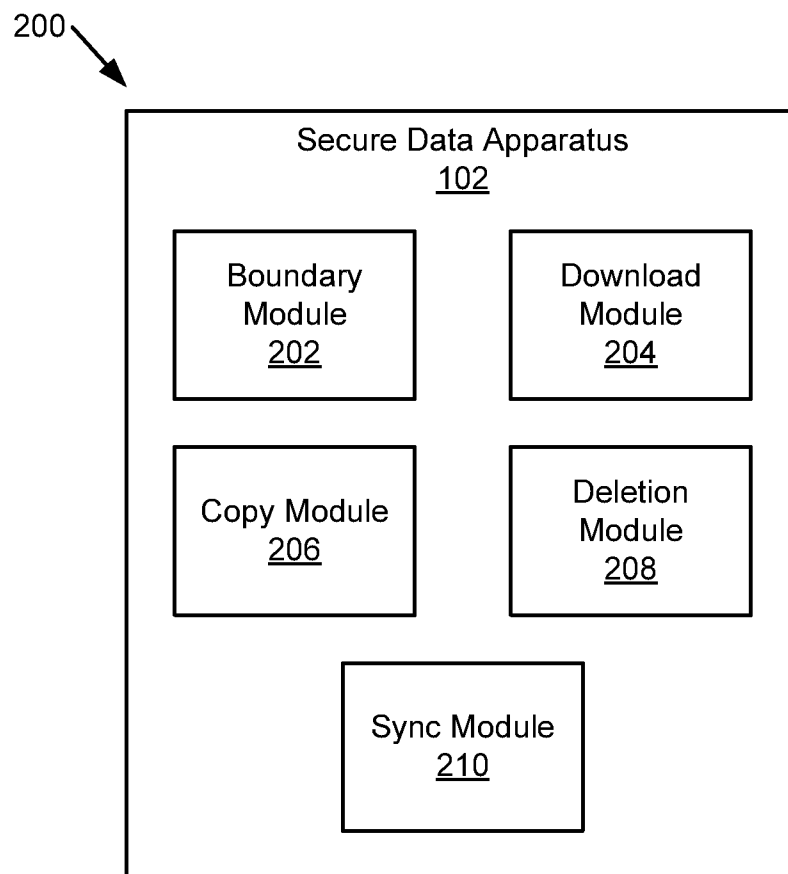 200
Secure Data Apparatus
102
Boundary
Module
202
Download
Module
204
Copy Module
206
Deletion
Module
208
Sync Module
210